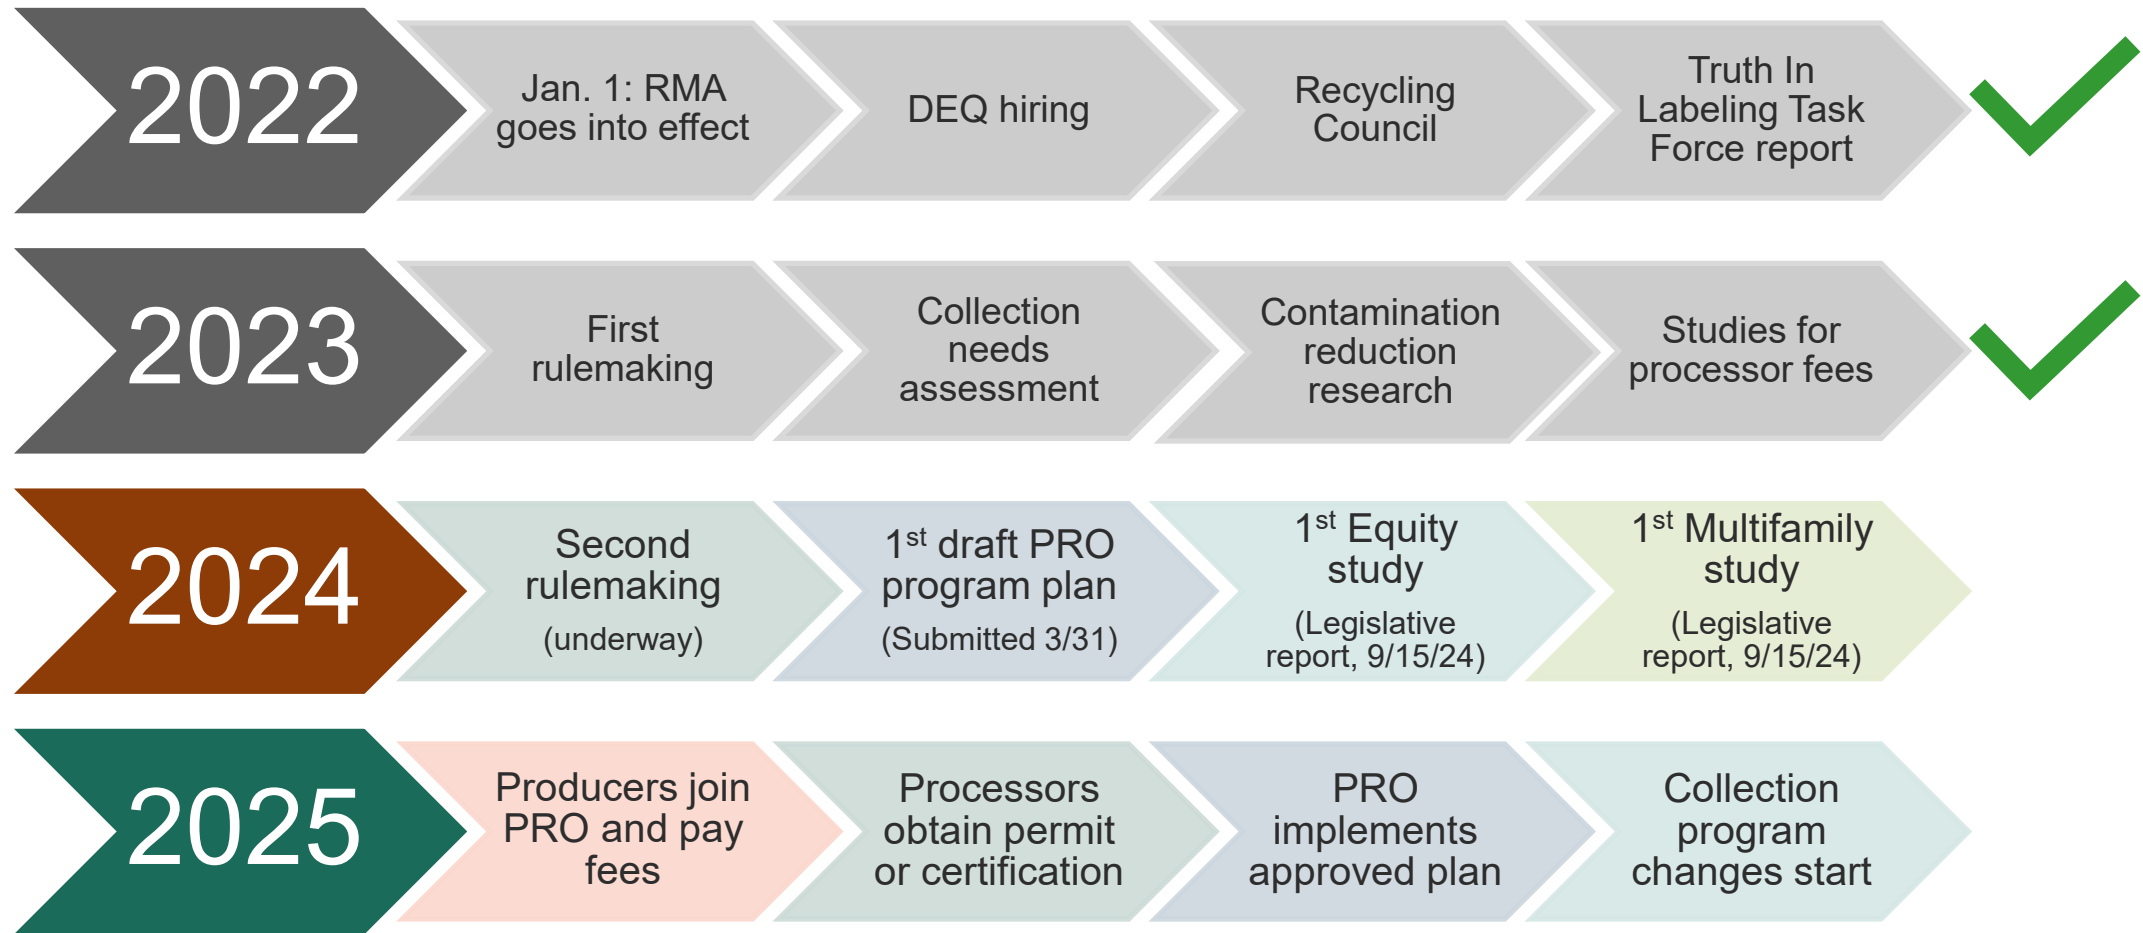 2022
Jan. 1: RMA
goes into effect
DEQ hiring
Recycling
Council
Truth In
Labeling Task
Force report
2023
First
rulemaking
Collection
needs
assessment
Contamination
reduction
research
Studies for
processor fees
2024
Second
rulemaking
(underway)
1st draft PRO
program plan
(Submitted 3/31)
1st Equity
study
(Legislative
report, 9/15/24)
1st Multifamily
study
(Legislative
report, 9/15/24)
2025
Producers join
PRO and pay
fees
Processors
obtain permit
or certification
PRO
implements
approved plan
Collection
program
changes start